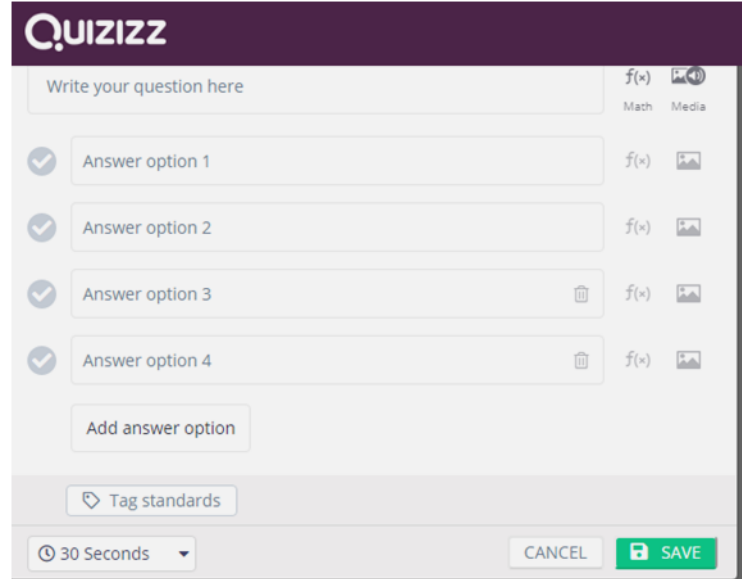 Quizizz
Write your question here
f(x)
Math Media
Answer option 1 f(x)
Answer option 2 f(x)
Answer option 3 f(x)
Answer option 4 f(x)
Add answer option
Tag standards
30 Seconds CANCEL SAVE